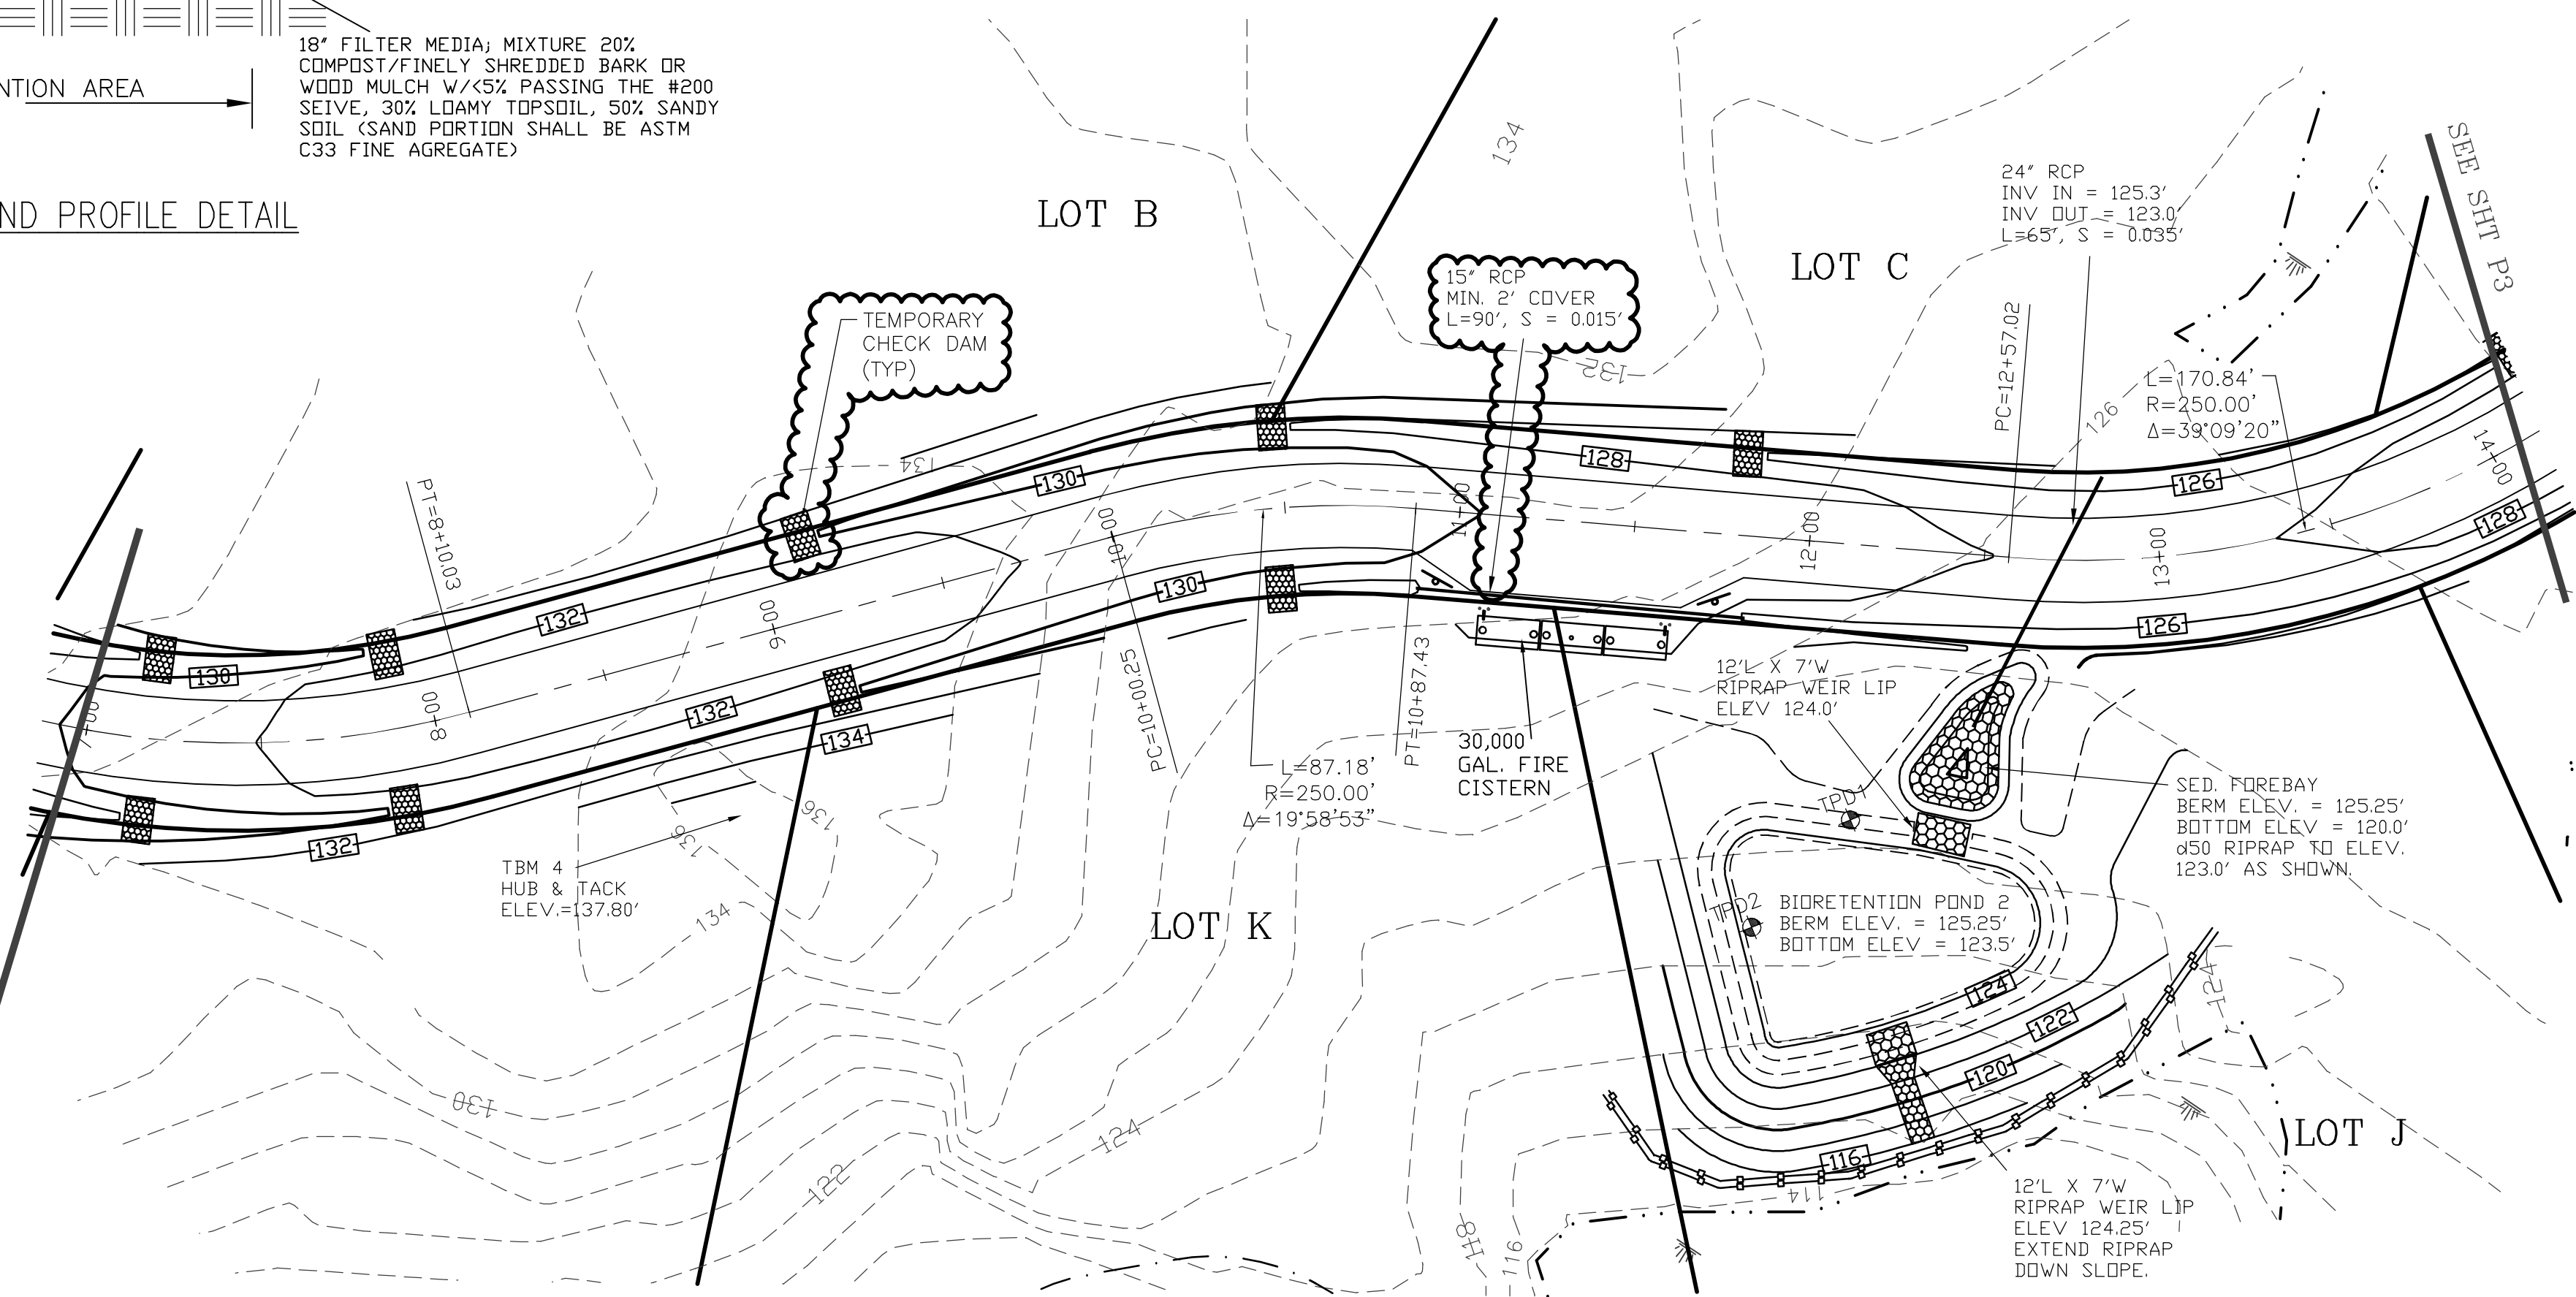 18" FILTER MEDIA; MIXTURE 20%
COMPOST/FINELY SHREDDED BARK OR
WOOD MULCH W/<5% PASSING THE #200
SEIVE, 30% LOAMY TOPSOIL, 50% SANDY
SOIL (SAND PORTION SHALL BE ASTM
C33 FINE AGREGATE)
NTION AREA
ND PROFILE DETAIL
LOT B
134
24" RCP
INV IN = 125.3'
INV OUT = 123.0'
L=65', S = 0.035'
SEE SHT P3
LOT C
15" RCP
MIN. 2' COVER
L=90', S = 0.015'
TEMPORARY
CHECK DAM
(TYP)
132
PC=12+57.02
126
L=170.84'
R=250.00'
Δ=39°09'20"
134
130
128
126
14+00
128
PT=8+10.03
10+00
11+00
12+00
13+00
132
9+00
130
126
130
8+00
132
134
PC=10+00.25
PT=10+87.43
L=87.18'
R=250.00'
Δ=19°58'53"
30,000
GAL. FIRE
CISTERN
12'L X 7'W
RIPRAP WEIR LIP
ELEV 124.0'
SED. FOREBAY
BERM ELEV. = 125.25'
BOTTOM ELEV = 120.0'
d50 RIPRAP TO ELEV.
123.0' AS SHOWN.
TPD1
132
136
136
TBM 4
HUB & TACK
ELEV.=137.80'
134
LOT K
TPD2
BIORETENTION POND 2
BERM ELEV. = 125.25'
BOTTOM ELEV = 123.5'
124
124
122
120
130
124
122
116
114
LOT J
118
116
12'L X 7'W
RIPRAP WEIR LIP
ELEV 124.25'
EXTEND RIPRAP
DOWN SLOPE.